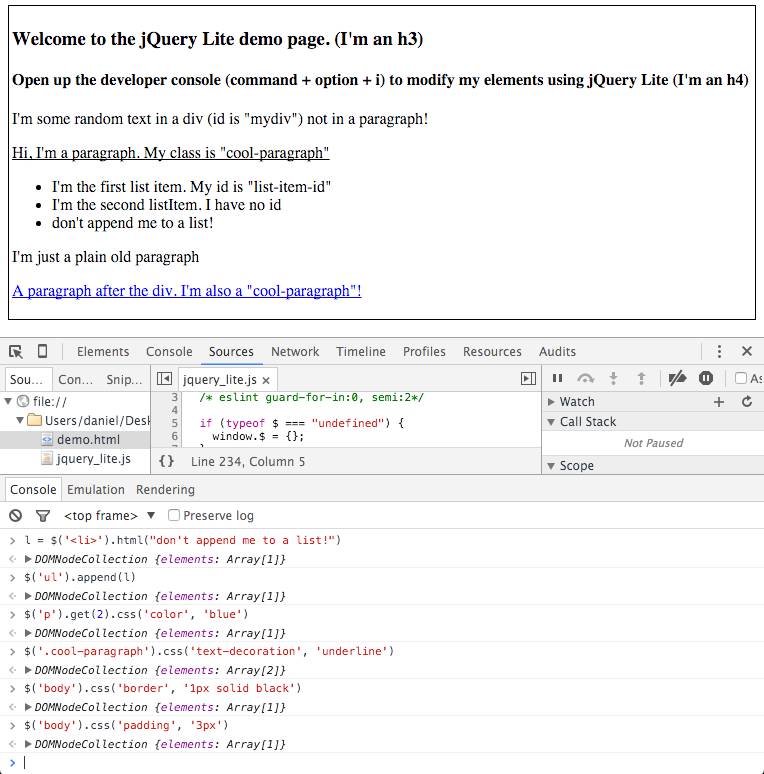 Welcome to the jQuery Lite demo page. (I'm an h3)
Open up the developer console (command + option + i) to modify my elements using jQuery Lite (I'm an h4)
I'm some random text in a div (id is "mydiv") not in a paragraph!
Hi, I'm a paragraph. My class is "cool-paragraph"
• I'm the first list item. My id is "list-item-id"
• I'm the second listItem. I have no id
• don't append me to a list!
I'm just a plain old paragraph
A paragraph after the div. I'm also a "cool-paragraph"!
Elements Console Sources Network Timeline Profiles Resources Audits
Sou… Con… Snip… jquery_lite.js × As
file://
Users/daniel/Desk
demo.html
jquery_lite.js
3 /* eslint guard-for-in:0, semi:2*/
4
5 if (typeof $ === "undefined") {
6 window.$ = {};
{} Line 234, Column 5
Watch
Call Stack
Not Paused
Scope
Console Emulation Rendering
<top frame> ▼ Preserve log
> l = $('<li>').html("don't append me to a list!")
DOMNodeCollection {elements: Array[1]}
> $('ul').append(l)
DOMNodeCollection {elements: Array[1]}
> $('p').get(2).css('color', 'blue')
DOMNodeCollection {elements: Array[1]}
> $('.cool-paragraph').css('text-decoration', 'underline')
DOMNodeCollection {elements: Array[2]}
> $('body').css('border', '1px solid black')
DOMNodeCollection {elements: Array[1]}
> $('body').css('padding', '3px')
DOMNodeCollection {elements: Array[1]}
>